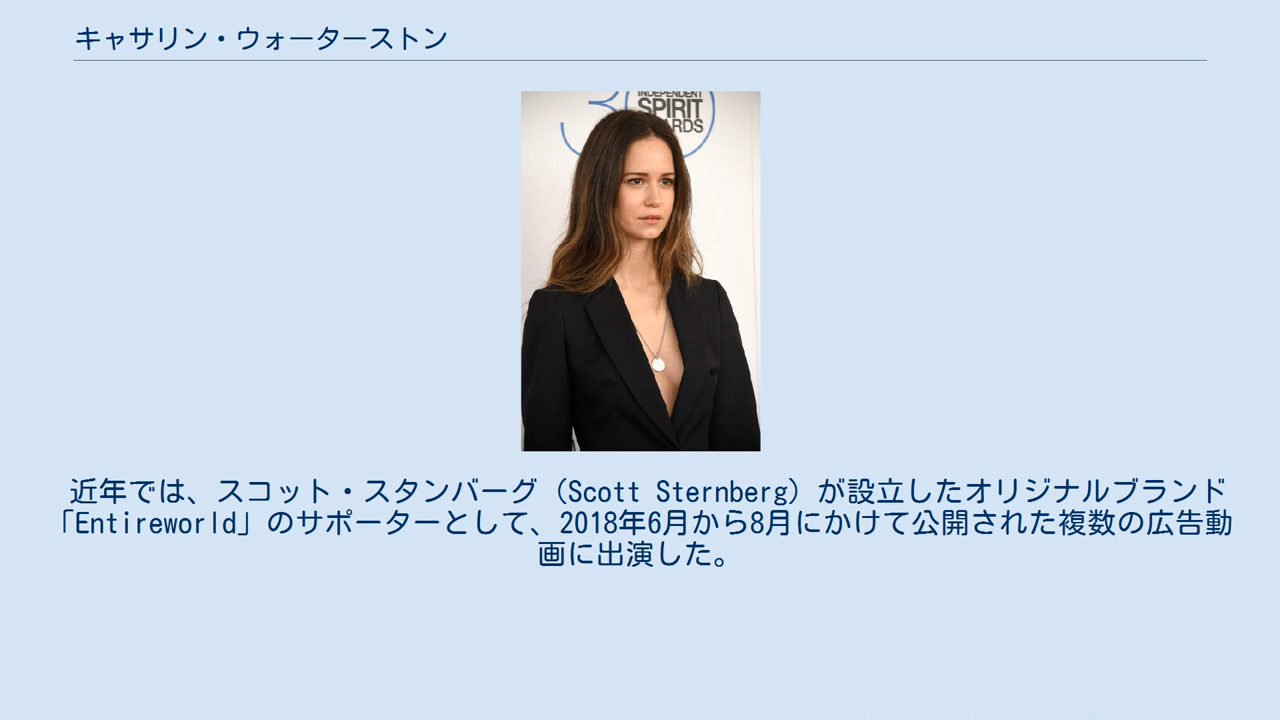 キャサリン・ウォーターストン
30
INDEPENDENT
SPIRIT
ARDS
近年では、スコット・スタンバーグ（Scott Sternberg）が設立したオリジナルブランド
「Entireworld」のサポーターとして、2018年6月から8月にかけて公開された複数の広告動
画に出演した。